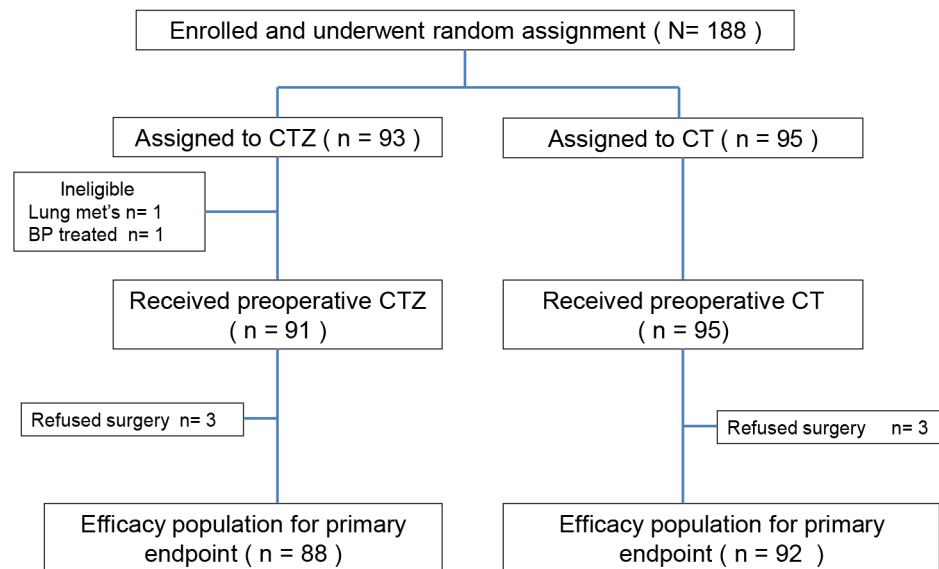 Enrolled and underwent random assignment ( N= 188 )
Assigned to CTZ ( n = 93 )
Assigned to CT ( n = 95 )
Ineligible
Lung met's n= 1
BP treated n= 1
Received preoperative CTZ
( n = 91 )
Received preoperative CT
( n = 95)
Refused surgery n= 3
Refused surgery n= 3
Efficacy population for primary
endpoint ( n = 88 )
Efficacy population for primary
endpoint ( n = 92 )